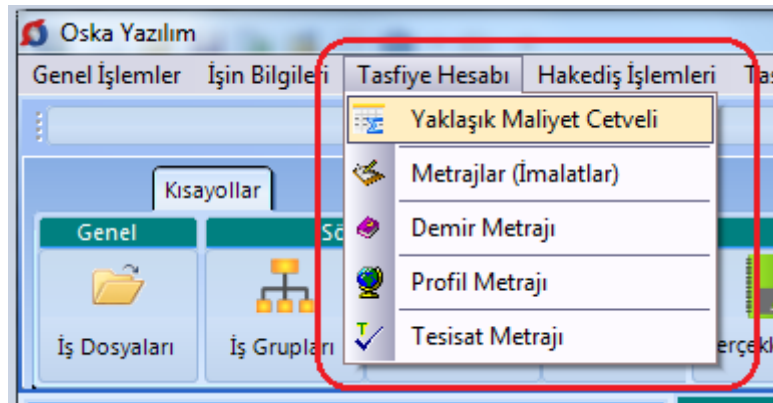 Oska Yazılım
Genel İşlemler İşin Bilgileri Tasfiye Hesabı Hakediş İşlemleri
Yaklaşık Maliyet Cetveli
Metrajlar (İmalatlar)
Demir Metrajı
Profil Metrajı
Tesisat Metrajı
Kısayollar
Genel
İş Dosyaları İş Grupları